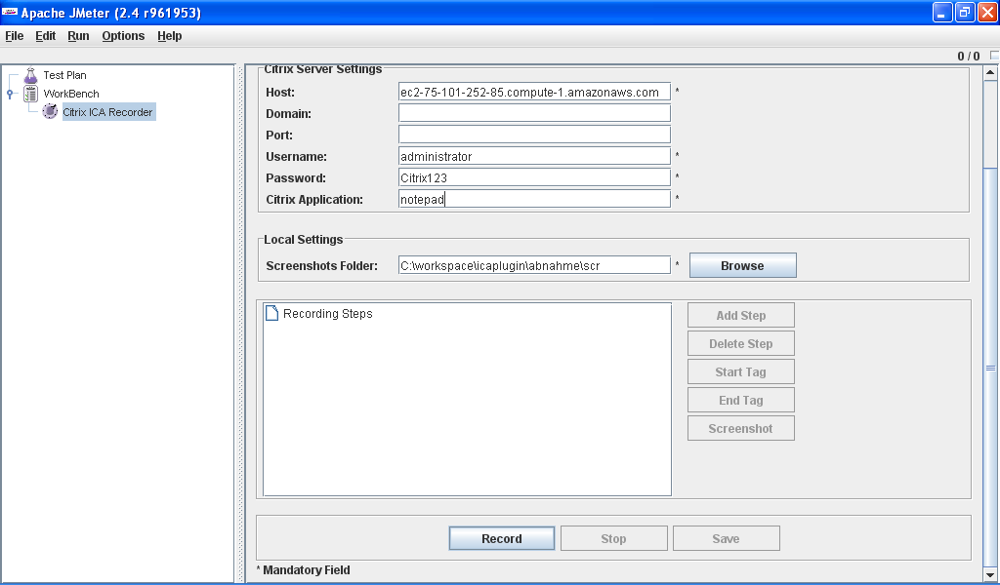 Apache JMeter (2.4 r961953)
File Edit Run Options Help
0 / 0
Test Plan
WorkBench
Citrix ICA Recorder
Citrix Server Settings
Host: ec2-75-101-252-85.compute-1.amazonaws.com *
Domain:
Port:
Username: administrator *
Password: Citrix123 *
Citrix Application: notepad *
Local Settings
Screenshots Folder: C:\workspace\icaplugin\abnahme\scr * Browse
Recording Steps
Add Step
Delete Step
Start Tag
End Tag
Screenshot
Record Stop Save
* Mandatory Field